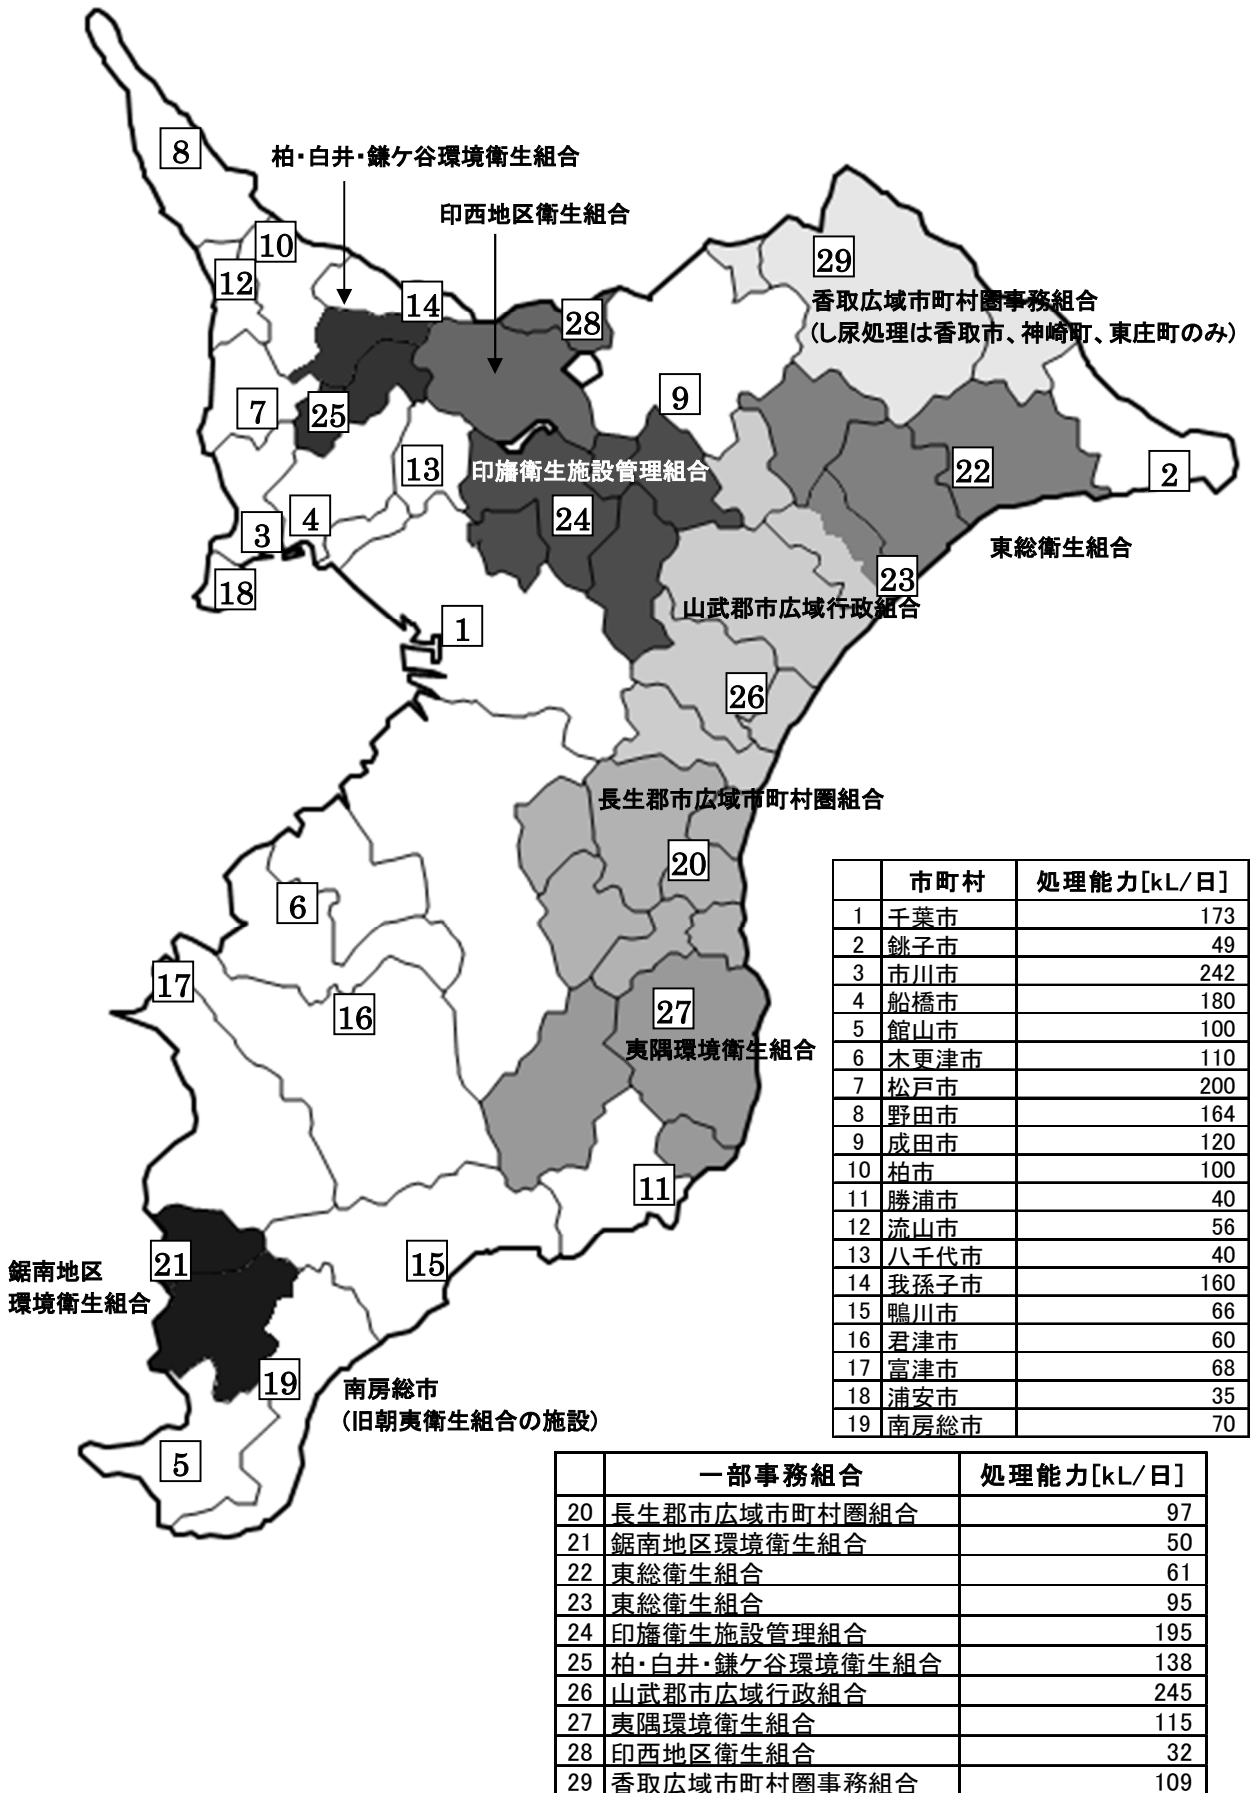 8
柏・白井・鎌ケ谷環境衛生組合
印西地区衛生組合
10
29
12
14
28
香取広域市町村圏事務組合
(し尿処理は香取市、神崎町、東庄町のみ)
7
25
9
13
印旛衛生施設管理組合
22
2
3
4
24
東総衛生組合
18
23
山武郡市広域行政組合
1
26
長生郡市広域市町村圏組合
20
6
17
16
27
夷隅環境衛生組合
11
21
15
鋸南地区
環境衛生組合
19
南房総市
(旧朝夷衛生組合の施設)
5
市町村 処理能力[kL/日]
1 千葉市 173
2 銚子市 49
3 市川市 242
4 船橋市 180
5 館山市 100
6 木更津市 110
7 松戸市 200
8 野田市 164
9 成田市 120
10 柏市 100
11 勝浦市 40
12 流山市 56
13 八千代市 40
14 我孫子市 160
15 鴨川市 66
16 君津市 60
17 富津市 68
18 浦安市 35
19 南房総市 70
一部事務組合 処理能力[kL/日]
20 長生郡市広域市町村圏組合 97
21 鋸南地区環境衛生組合 50
22 東総衛生組合 61
23 東総衛生組合 95
24 印旛衛生施設管理組合 195
25 柏・白井・鎌ケ谷環境衛生組合 138
26 山武郡市広域行政組合 245
27 夷隅環境衛生組合 115
28 印西地区衛生組合 32
29 香取広域市町村圏事務組合 109